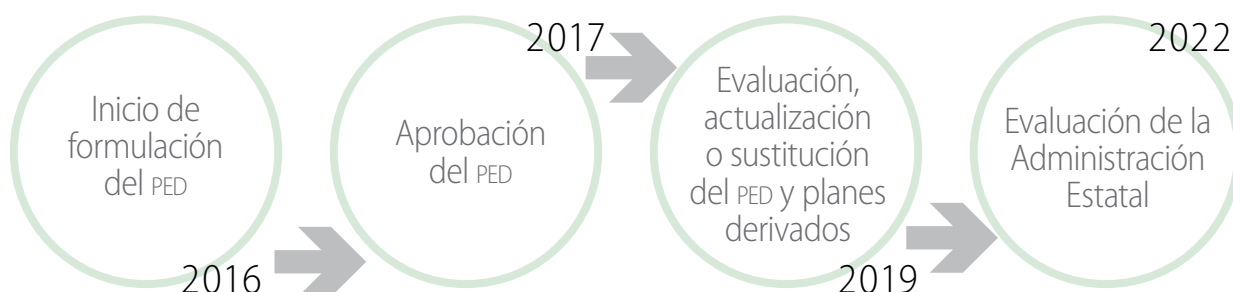 Inicio de
formulación
del PED
2016
Aprobación
del PED
2017
Evaluación,
actualización
o sustitución
del PED y planes
derivados
2019
Evaluación de la
Administración
Estatal
2022